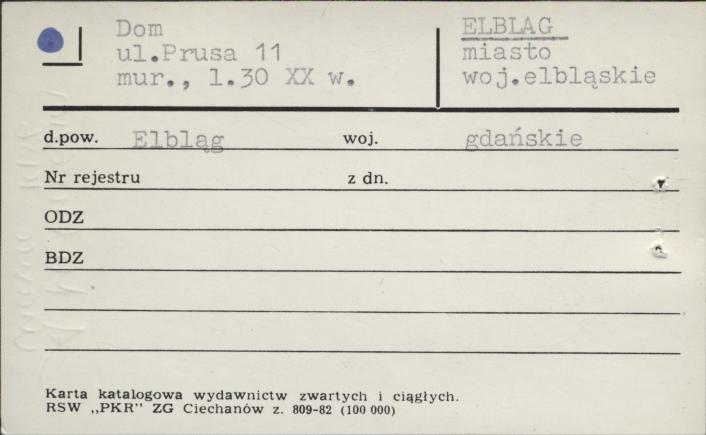 Dom
ul.Prusa 11
mur., l.30 XX w.
ELBLAG
miasto
woj.elbląskie
d.pow. Elbląg woj. gdańskie
Nr rejestru z dn.
ODZ
BDZ
Karta katalogowa wydawnictw zwartych i ciągłych.
RSW „PKR" ZG Ciechanów z. 809-82 (100 000)